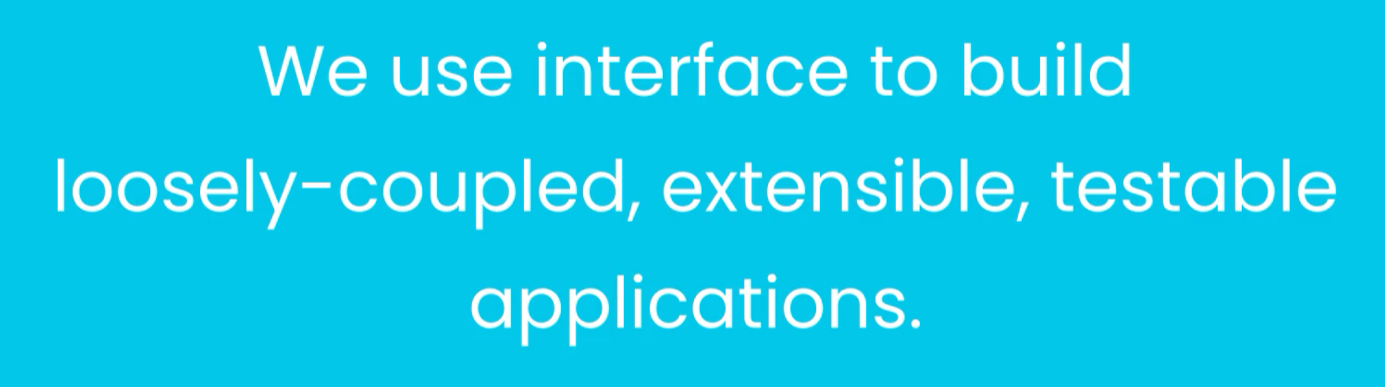 We use interface to build
loosely-coupled, extensible, testable
applications.